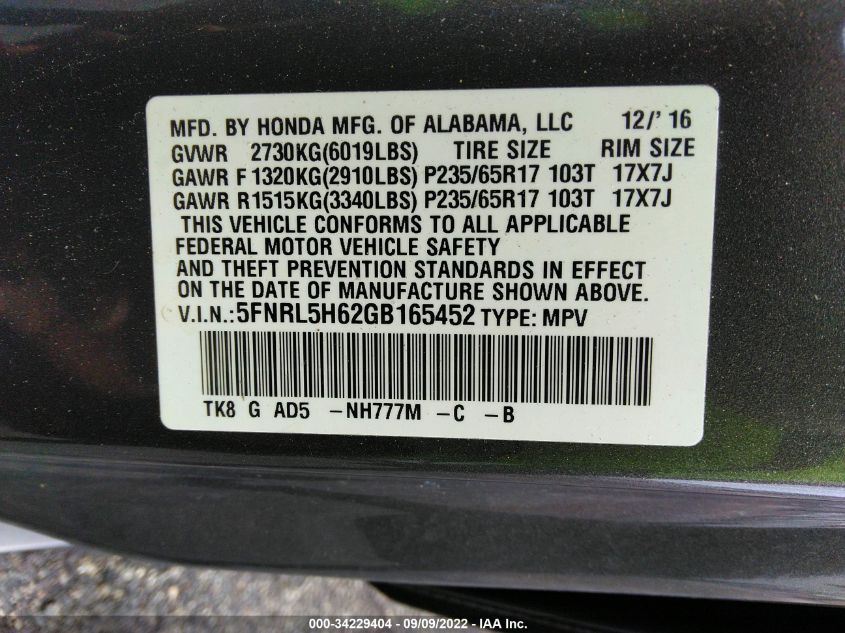 MFD. BY HONDA MFG. OF ALABAMA, LLC 12/'16
GVWR 2730KG(6019LBS) TIRE SIZE RIM SIZE
GAWR F 1320KG(2910LBS) P235/65R17 103T 17X7J
GAWR R1515KG(3340LBS) P235/65R17 103T 17X7J
THIS VEHICLE CONFORMS TO ALL APPLICABLE
FEDERAL MOTOR VEHICLE SAFETY
AND THEFT PREVENTION STANDARDS IN EFFECT
ON THE DATE OF MANUFACTURE SHOWN ABOVE.
V.I.N.:5FNRL5H62GB165452 TYPE: MPV
TK8 G AD5 -NH777M -C -B
000-34229404 - 09/09/2022 - IAA Inc.